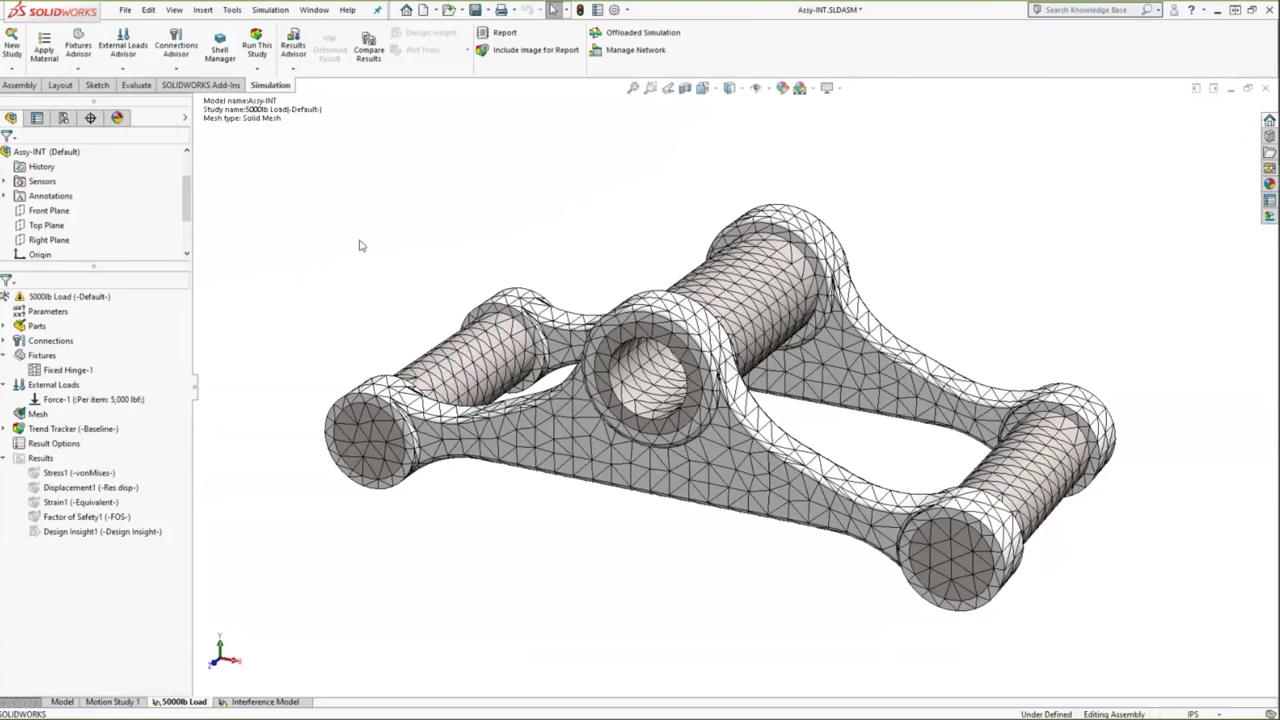 SOLIDWORKS File Edit View Insert Tools Simulation Window Help Assy-INT.SLDASM * Search Knowledge Base
New Study
Apply Material
Fixtures Advisor
External Loads Advisor
Connections Advisor
Shell Manager
Run This Study
Results Advisor
Deformed Result
Compare Results
Design Insight
Plot Tools
Report
Include Image for Report
Offloaded Simulation
Manage Network
Assembly Layout Sketch Evaluate SOLIDWORKS Add-Ins Simulation
Model name:Assy-INT
Study name:5000lb Load(-Default-)
Mesh type: Solid Mesh
Assy-INT (Default)
History
Sensors
Annotations
Front Plane
Top Plane
Right Plane
Origin
5000lb Load (-Default-)
Parameters
Parts
Connections
Fixtures
Fixed Hinge-1
External Loads
Force-1 (:Per item: 5,000 lbf:)
Mesh
Trend Tracker (-Baseline-)
Result Options
Results
Stress1 (-vonMises-)
Displacement1 (-Res disp-)
Strain1 (-Equivalent-)
Factor of Safety1 (-FOS-)
Design Insight1 (-Design Insight-)
Y
X
Z
Model Motion Study 1 5000lb Load Interference Model
SOLIDWORKS Under Defined Editing Assembly IPS